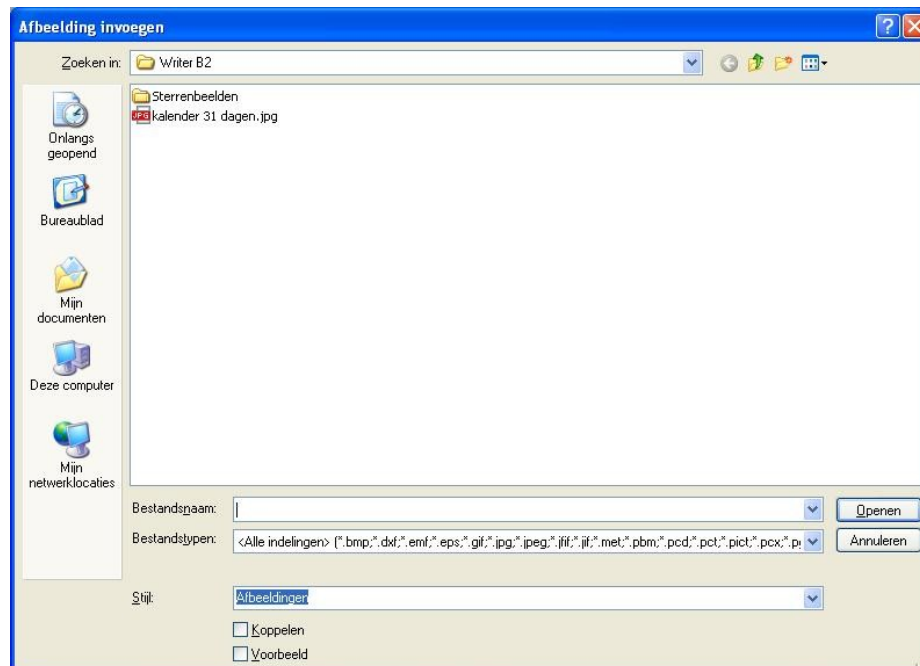 Afbeelding invoegen
Zoeken in: Writer B2
Sterrenbeelden
JPG kalender 31 dagen.jpg
Onlangs
geopend
Bureaublad
Mijn
documenten
Deze computer
Mijn
netwerklocaties
Bestandsnaam:
Openen
Bestandstypen: <Alle indelingen> (*.bmp;*.dxf;*.emf;*.eps;*.gif;*.jpg;*.jpeg;*.jfif;*.jif;*.met;*.pbm;*.pcd;*.pct;*.pict;*.pcx;
Annuleren
Stijl: Afbeeldingen
Koppelen
Voorbeeld